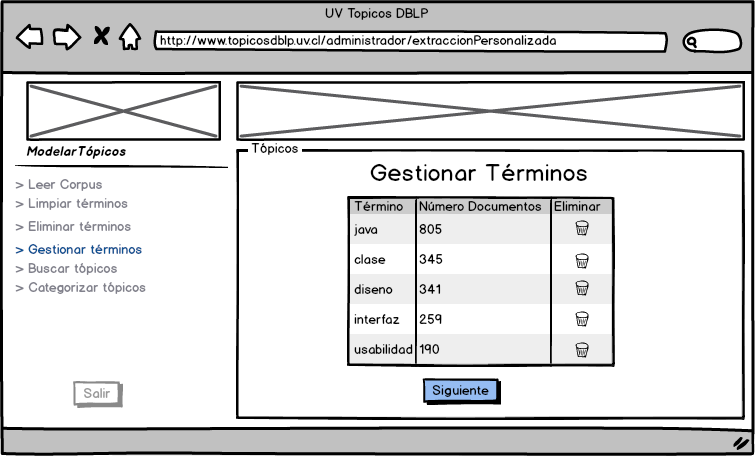 UV Topicos DBLP
http://www.topicosdblp.uv.cl/administrador/extraccionPersonalizada
Modelar Tópicos
> Leer Corpus
> Limpiar términos
> Eliminar términos
> Gestionar términos
> Buscar tópicos
> Categorizar tópicos
Salir
Tópicos
Gestionar Términos
Término Número Documentos Eliminar
java 805
clase 345
diseno 341
interfaz 259
usabilidad 190
Siguiente